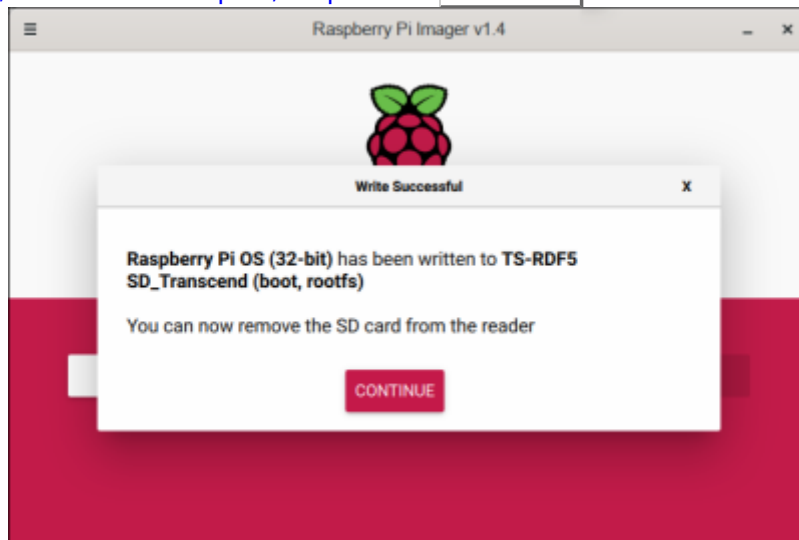 Raspberry Pi Imager v1.4
Write Successful
X
Raspberry Pi OS (32-bit) has been written to TS-RDF5
SD_Transcend (boot, rootfs)
You can now remove the SD card from the reader
CONTINUE